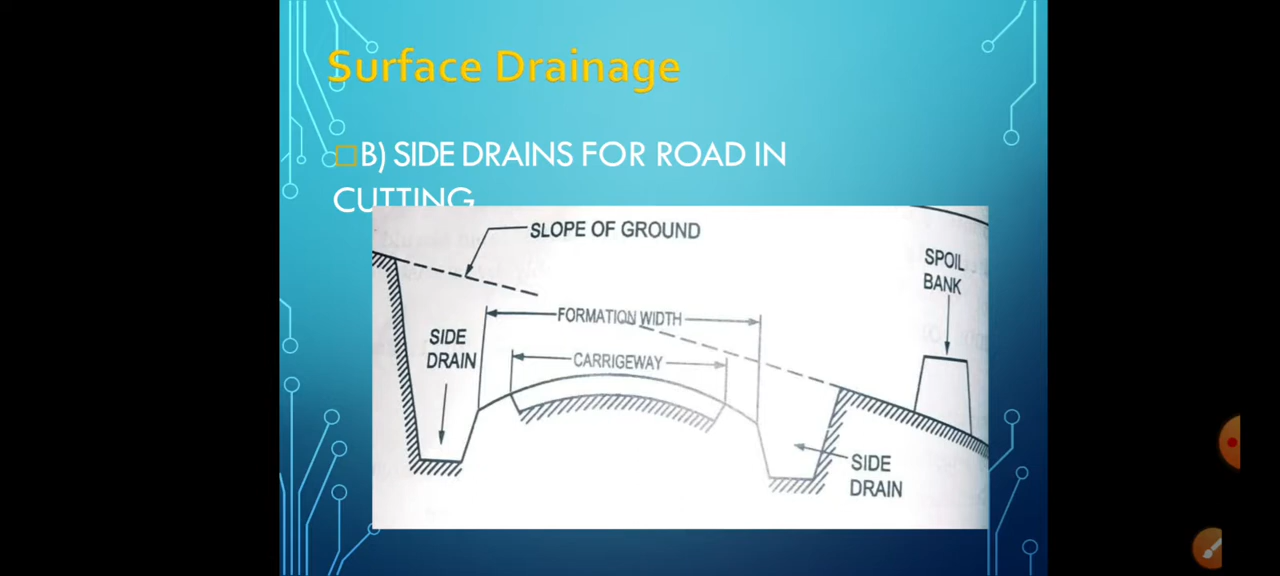 Surface Drainage
B) SIDE DRAINS FOR ROAD IN
CUTTING
SLOPE OF GROUND
SPOIL
BANK
FORMATION WIDTH
SIDE
DRAIN
CARRIGEWAY
SIDE
DRAIN